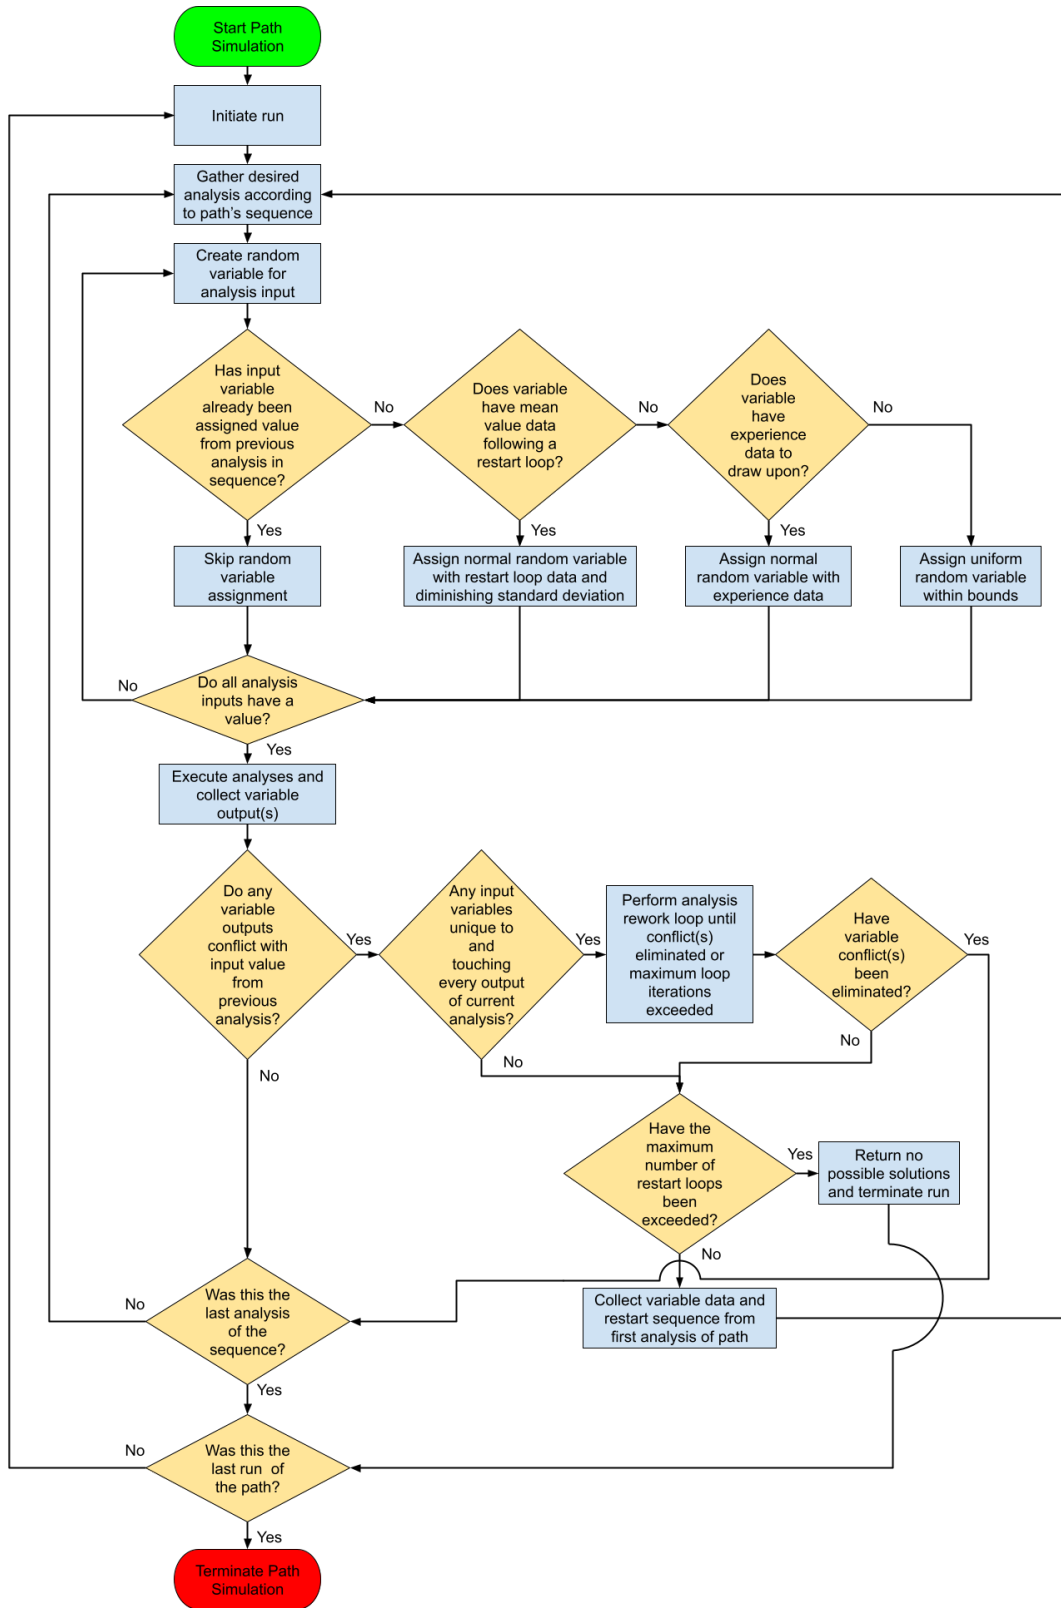 Start Path
Simulation
Initiate run
Gather desired
analysis according
to path's sequence
Create random
variable for
analysis input
Has input
variable
already been
assigned value
from previous
analysis in
sequence?
No
Does variable
have mean
value data
following a
restart loop?
No
Does
variable
have
experience
data to
draw upon?
No
Yes
Yes
Yes
Skip random
variable
assignment
Assign normal random variable
with restart loop data and
diminishing standard deviation
Assign normal
random variable with
experience data
Assign uniform
random variable
within bounds
No
Do all analysis
inputs have a
value?
Yes
Execute analyses and
collect variable
output(s)
Do any
variable
outputs
conflict with
input value
from
previous
analysis?
Yes
Any input
variables
unique to
and
touching
every output
of current
analysis?
Yes
Perform analysis
rework loop until
conflict(s)
eliminated or
maximum loop
iterations
exceeded
Have
variable
conflict(s)
been
eliminated?
Yes
No
No
No
Have the
maximum
number of
restart loops
been
exceeded?
Yes
Return no
possible solutions
and terminate run
No
Collect variable data and
restart sequence from
first analysis of path
No
Was this the
last analysis
of the
sequence?
Yes
No
Was this the
last run of
the path?
Yes
Terminate Path
Simulation